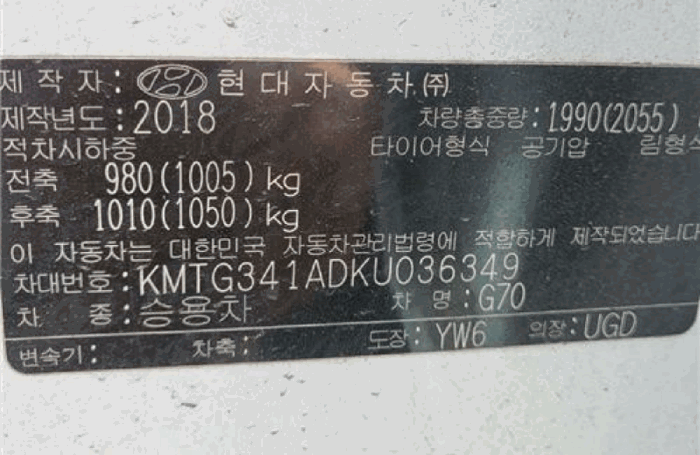 제작자: 현대자동차(주)
제작년도:2018 차량총중량:1990(2055)
적차시하중 타이어형식 공기압 림형식
전축 980(1005)kg
후축 1010(1050)kg
이 자동차는 대한민국 자동차관리법령에 적합하게 제작되었습니다
차대번호:KMTG341ADKU036349
차 종:승용차 차 명:G70
변속기: 차축: 도장:YW6 의장:UGD